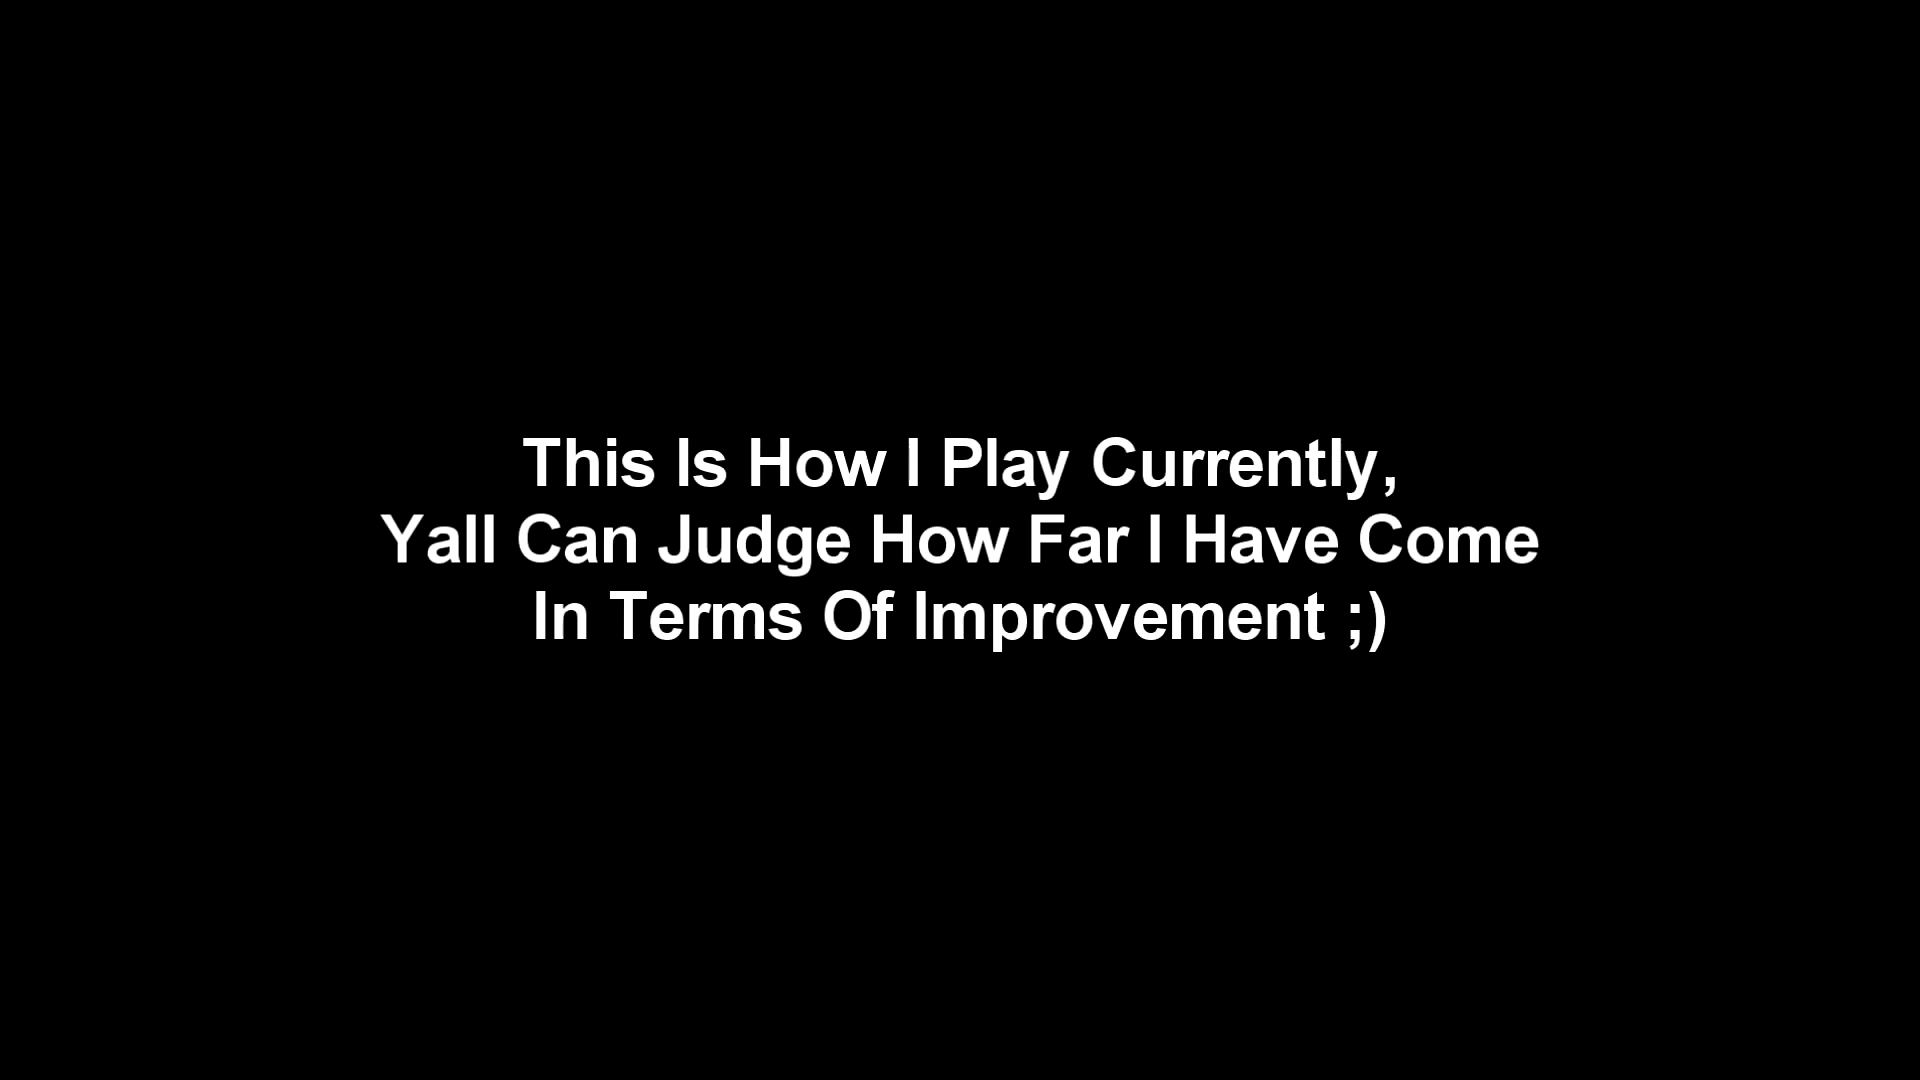 This Is How I Play Currently,
Yall Can Judge How Far I Have Come
In Terms Of Improvement ;)